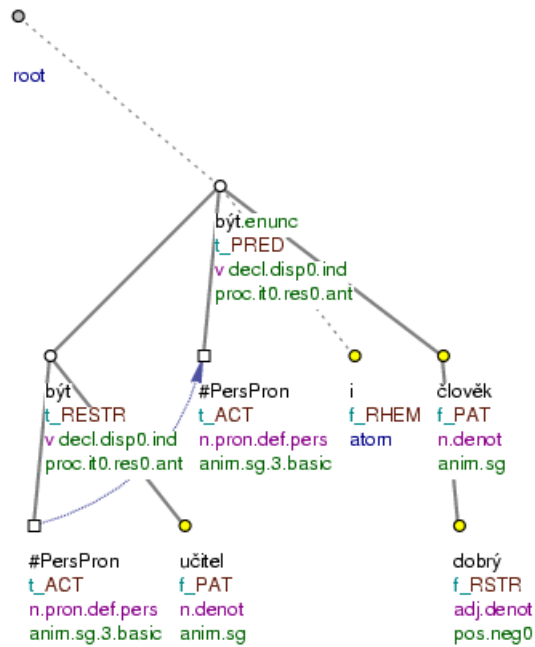 root
být.enunc
t_PRED
v decl.disp0.ind
proc.it0.res0.ant
být
t_RESTR
v decl.disp0.ind
proc.it0.res0.ant
#PersPron
t_ACT
n.pron.def.pers
anim.sg.3.basic
i
f_RHEM
atom
člověk
f_PAT
n.denot
anim.sg
#PersPron
t_ACT
n.pron.def.pers
anim.sg.3.basic
učitel
f_PAT
n.denot
anim.sg
dobrý
f_RSTR
adj.denot
pos.neg0